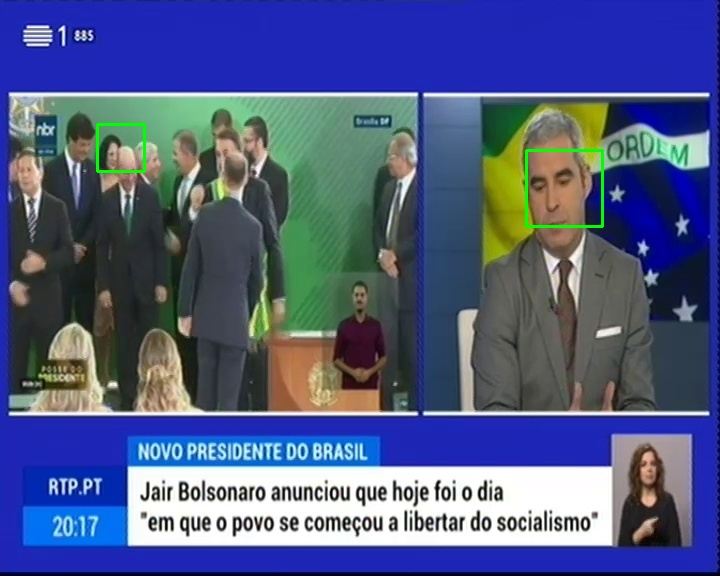 1 885
nbr
Brasília DF
ORDEM
POSSE DO
PRESIDENTE
NOVO PRESIDENTE DO BRASIL
RTP.PT
Jair Bolsonaro anunciou que hoje foi o dia
20:17
"em que o povo se começou a libertar do socialismo"